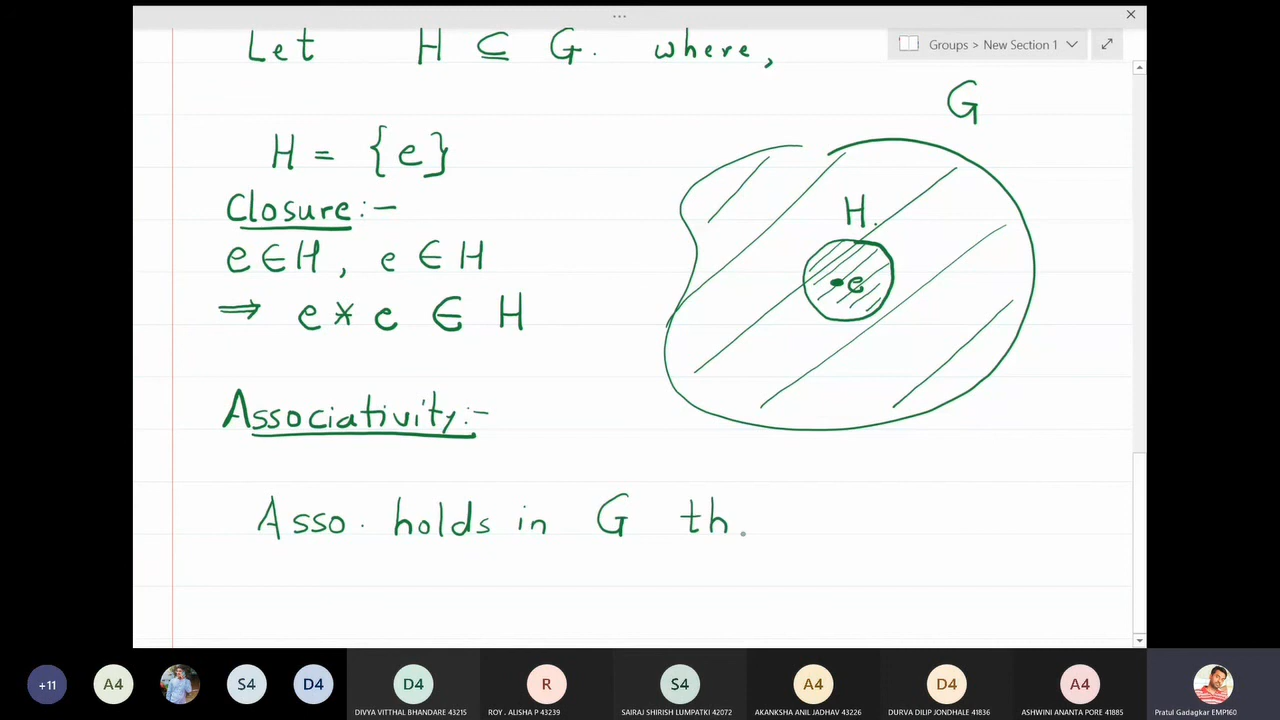 Let H ⊆ G. where,
Groups > New Section 1
G
H = {e}
Closure:-
H.
e ∈ H, e ∈ H
e
⇒ e * e ∈ H
Associativity:-
Asso. holds in G th.
+11
A4
S4
D4
D4
DIVYA VITTHAL BHANDARE 43215
R
ROY . ALISHA P 43239
S4
SAIRAJ SHIRISH LUMPATKI 42072
A4
AKANKSHA ANIL JADHAV 43226
D4
DURVA DILIP JONDHALE 41836
A4
ASHWINI ANANTA PORE 41885
Pratul Gadagkar EMP160